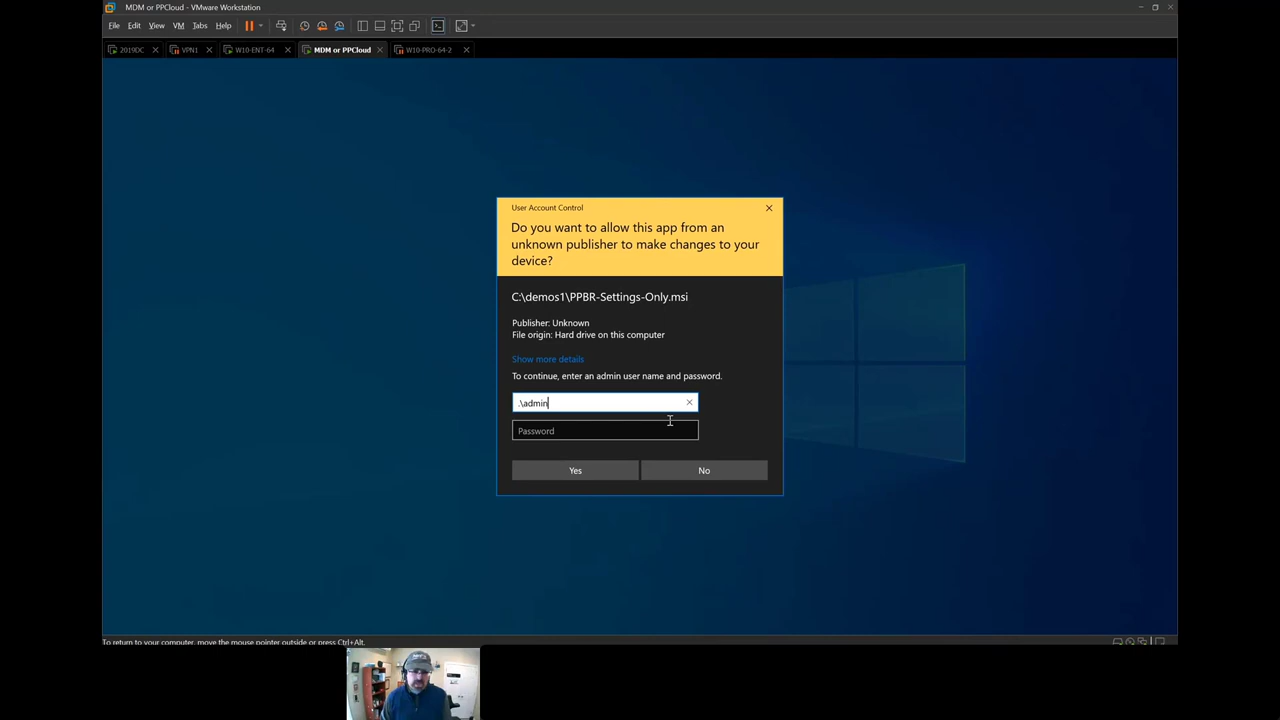 MDM or PPCloud - VMware Workstation
File Edit View VM Tabs Help
2019DC VPN1 W10-ENT-64 MDM or PPCloud W10-PRO-64-2
User Account Control
Do you want to allow this app from an
unknown publisher to make changes to your
device?
C:\demos1\PPBR-Settings-Only.msi
Publisher: Unknown
File origin: Hard drive on this computer
Show more details
To continue, enter an admin user name and password.
.\admin
Password
Yes No
To return to your computer, move the mouse pointer outside or press Ctrl+Alt.